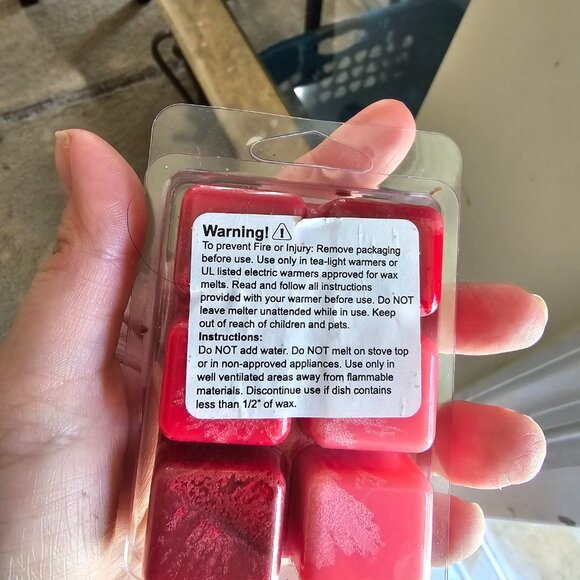 Warning! ⚠
To prevent Fire or Injury: Remove packaging
before use. Use only in tea-light warmers or
UL listed electric warmers approved for wax
melts. Read and follow all instructions
provided with your warmer before use. Do NOT
leave melter unattended while in use. Keep
out of reach of children and pets.
Instructions:
Do NOT add water. Do NOT melt on stove top
or in non-approved appliances. Use only in
well ventilated areas away from flammable
materials. Discontinue use if dish contains
less than 1/2" of wax.